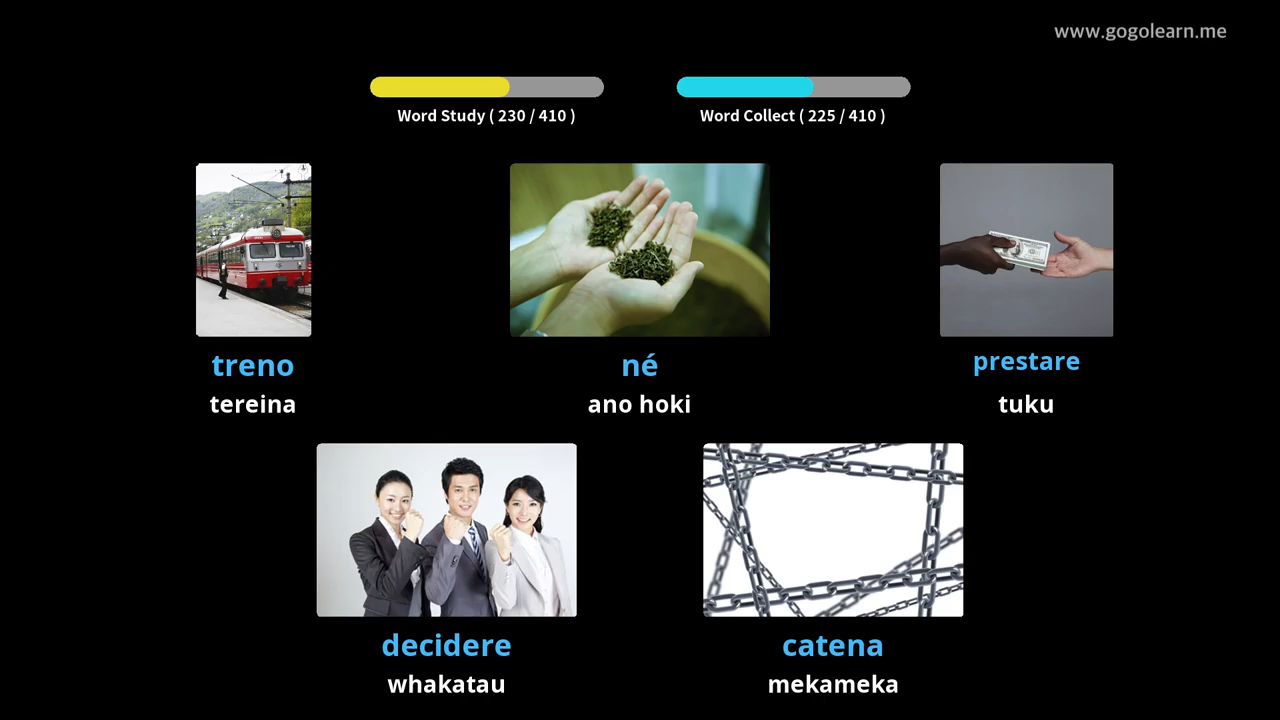 www.gogolearn.me
Word Study ( 230 / 410 )
Word Collect ( 225 / 410 )
treno
tereina
né
ano hoki
prestare
tuku
decidere
whakatau
catena
mekameka